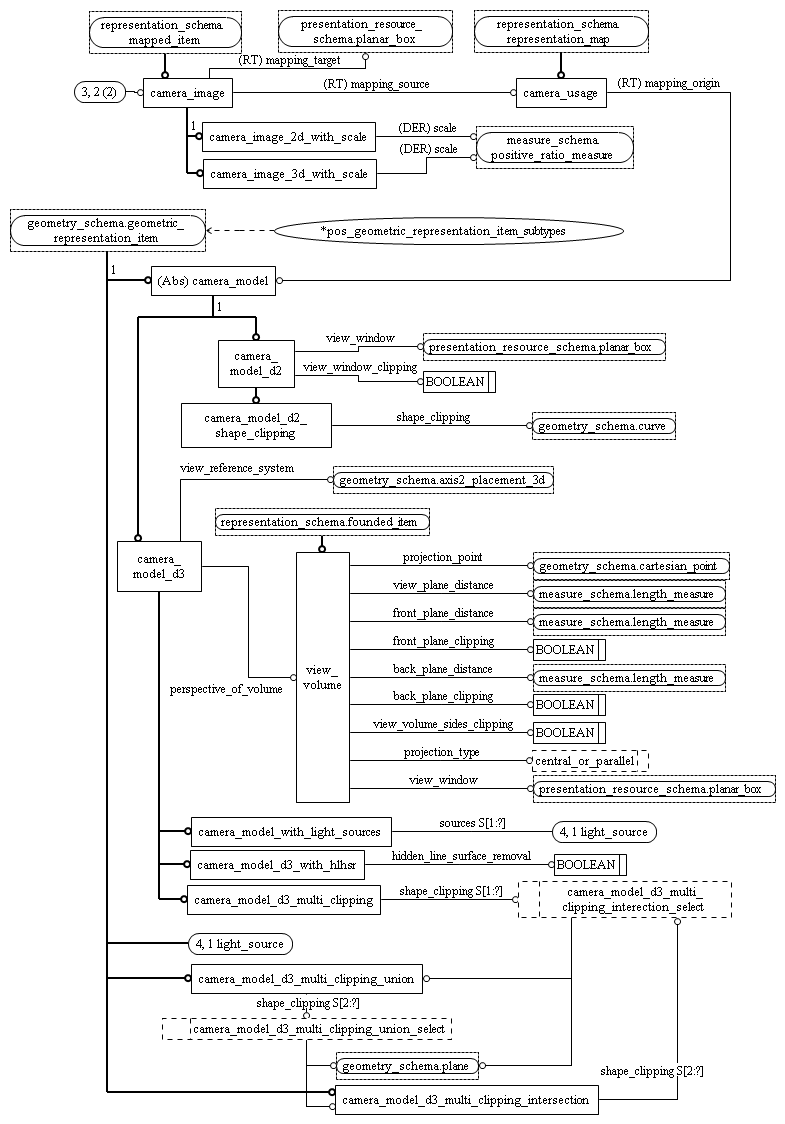 representation_schema.
mapped_item
presentation_resource_
schema.planar_box
representation_schema.
representation_map
(RT) mapping_target
3, 2 (2)
camera_image
(RT) mapping_source
camera_usage
(RT) mapping_origin
1
camera_image_2d_with_scale
(DER) scale
measure_schema.
positive_ratio_measure
camera_image_3d_with_scale
(DER) scale
geometry_schema.geometric_
representation_item
*pos_geometric_representation_item_subtypes
1
(Abs) camera_model
1
camera_
model_d2
view_window
presentation_resource_schema.planar_box
view_window_clipping
BOOLEAN
camera_model_d2_
shape_clipping
shape_clipping
geometry_schema.curve
view_reference_system
geometry_schema.axis2_placement_3d
representation_schema.founded_item
camera_
model_d3
perspective_of_volume
view_
volume
projection_point
geometry_schema.cartesian_point
view_plane_distance
measure_schema.length_measure
front_plane_distance
measure_schema.length_measure
front_plane_clipping
BOOLEAN
back_plane_distance
measure_schema.length_measure
back_plane_clipping
BOOLEAN
view_volume_sides_clipping
BOOLEAN
projection_type
central_or_parallel
view_window
presentation_resource_schema.planar_box
camera_model_with_light_sources
sources S[1:?]
4, 1 light_source
camera_model_d3_with_hlhsr
hidden_line_surface_removal
BOOLEAN
camera_model_d3_multi_clipping
shape_clipping S[1:?]
camera_model_d3_multi_
clipping_interection_select
4, 1 light_source
camera_model_d3_multi_clipping_union
shape_clipping S[2:?]
camera_model_d3_multi_clipping_union_select
geometry_schema.plane
shape_clipping S[2:?]
camera_model_d3_multi_clipping_intersection